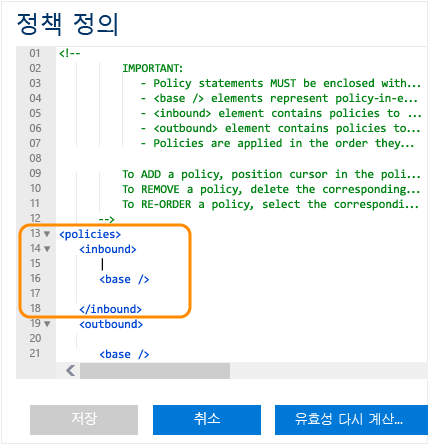 정책 정의
01 <!--
02 IMPORTANT:
03 - Policy statements MUST be enclosed with...
04 - <base /> elements represent policy-in-e...
05 - <inbound> element contains policies to ...
06 - <outbound> element contains policies to...
07 - Policies are applied in the order they...
08
09 To ADD a policy, position cursor in the poli...
10 To REMOVE a policy, delete the corresponding...
11 To RE-ORDER a policy, select the correspondi...
12 -->
13 <policies>
14 <inbound>
15
16 <base />
17
18 </inbound>
19 <outbound>
20
21 <base />
저장 취소 유효성 다시 계산...